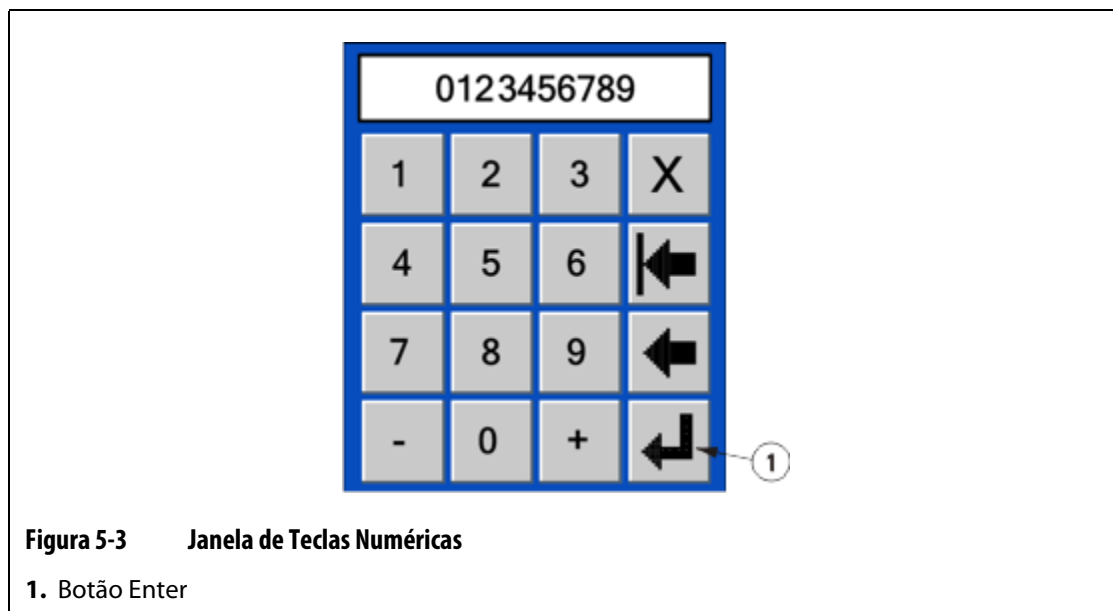 0123456789
1 2 3 X
4 5 6
7 8 9
- 0 +
1
Figura 5-3 Janela de Teclas Numéricas
1. Botão Enter